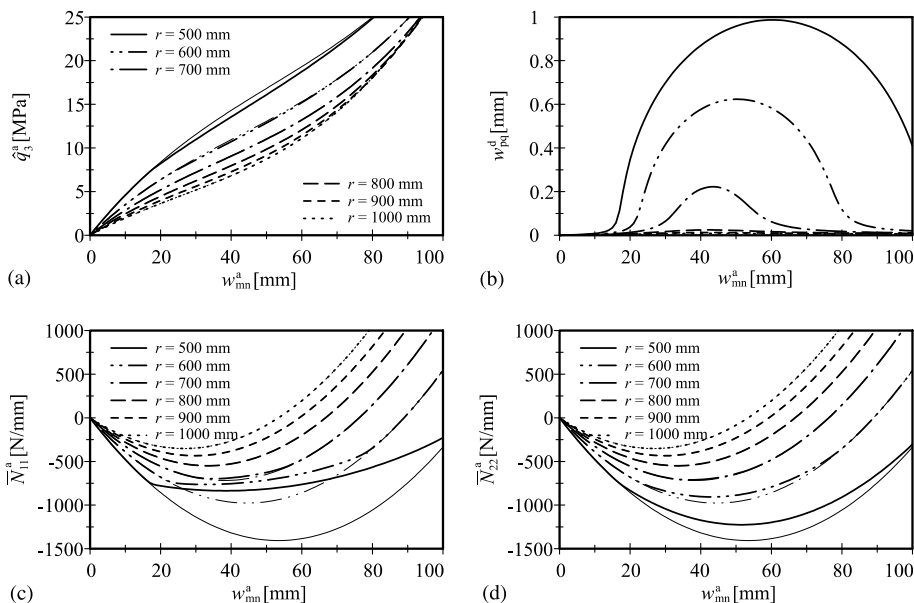 25
20
15
10
5
0
q̂₃ᵃ [MPa]
r = 500 mm
r = 600 mm
r = 700 mm
r = 800 mm
r = 900 mm
r = 1000 mm
0 20 40 60 80 100
(a)
wₘₙᵃ [mm]
1
0.8
0.6
0.4
0.2
0
w_pq^d [mm]
0 20 40 60 80 100
(b)
wₘₙᵃ [mm]
1000
500
0
-500
-1000
-1500
N̅₁₁ᵃ [N/mm]
r = 500 mm
r = 600 mm
r = 700 mm
r = 800 mm
r = 900 mm
r = 1000 mm
0 20 40 60 80 100
(c)
wₘₙᵃ [mm]
1000
500
0
-500
-1000
-1500
N̅₂₂ᵃ [N/mm]
r = 500 mm
r = 600 mm
r = 700 mm
r = 800 mm
r = 900 mm
r = 1000 mm
0 20 40 60 80 100
(d)
wₘₙᵃ [mm]